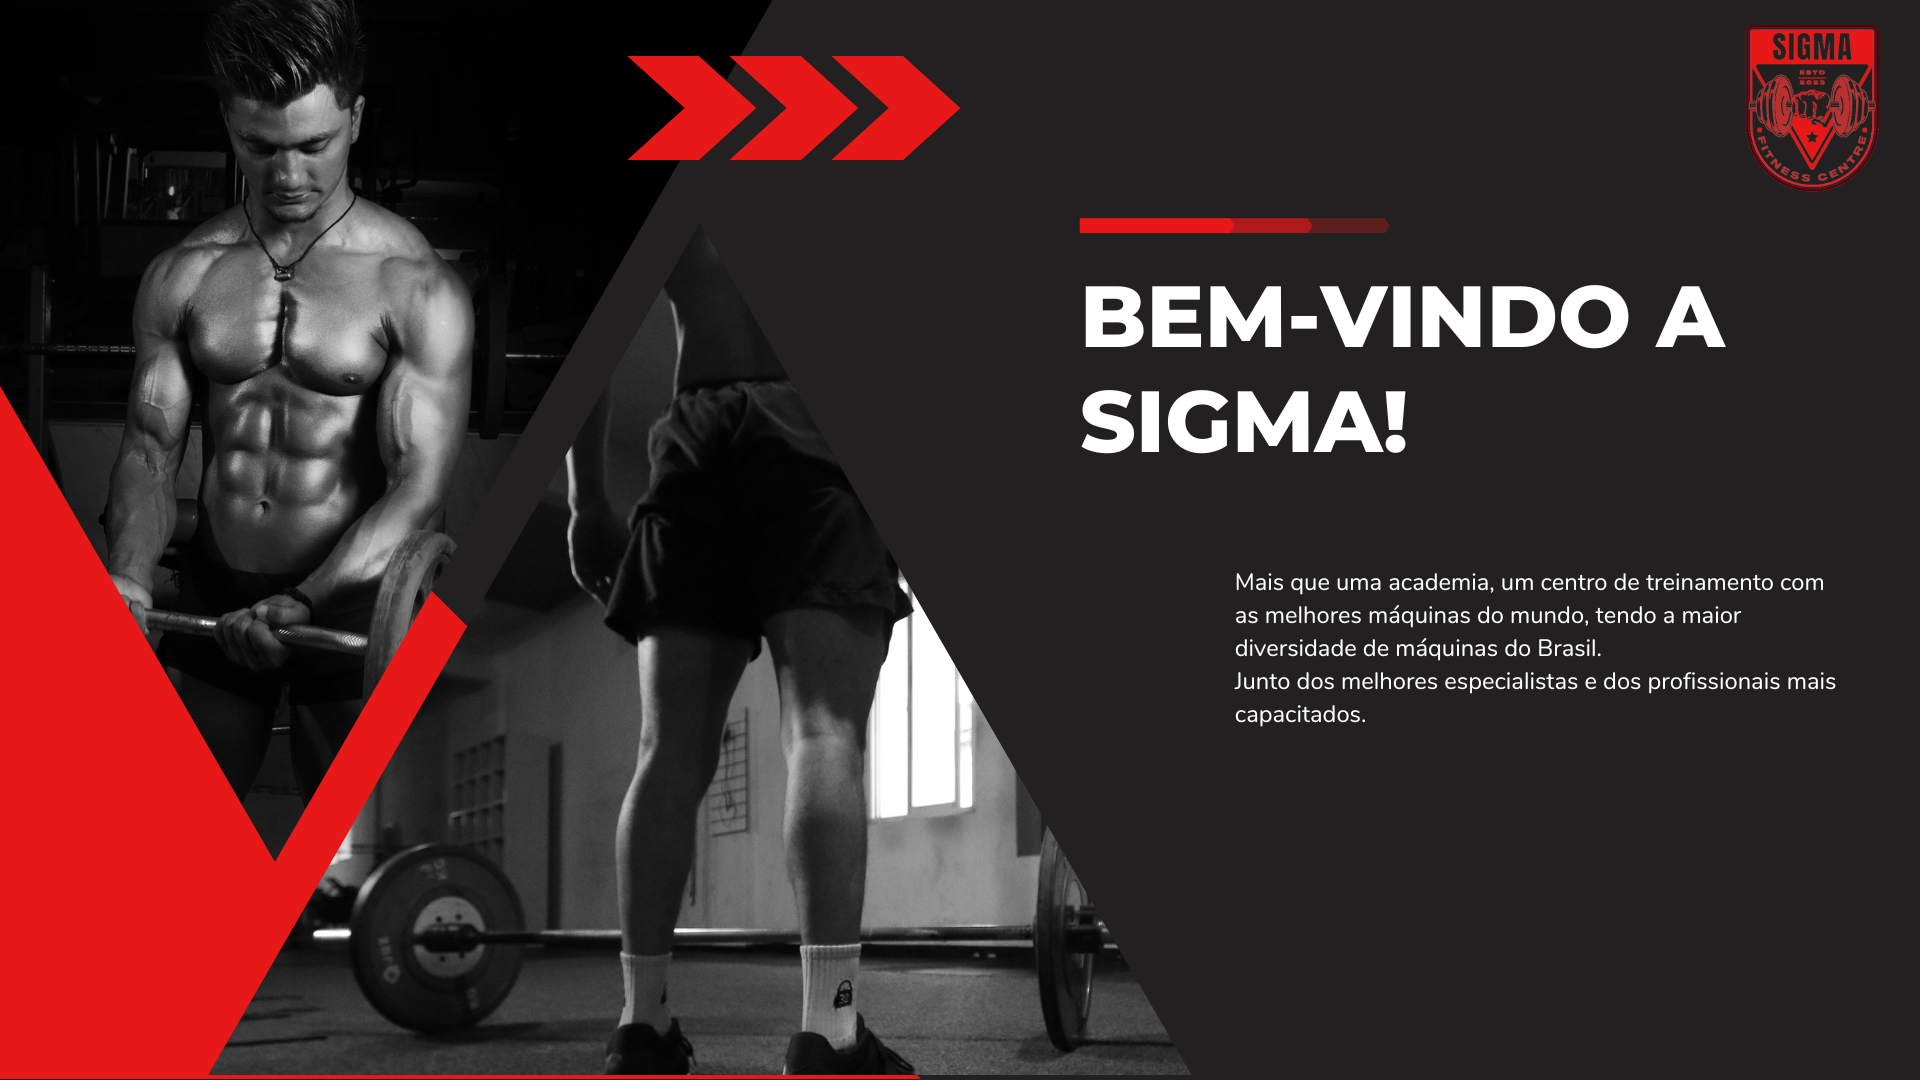 SIGMA
ESTD
2023
FITNESS CENTRE
BEM-VINDO A
SIGMA!
Mais que uma academia, um centro de treinamento com
as melhores máquinas do mundo, tendo a maior
diversidade de máquinas do Brasil.
Junto dos melhores especialistas e dos profissionais mais
capacitados.